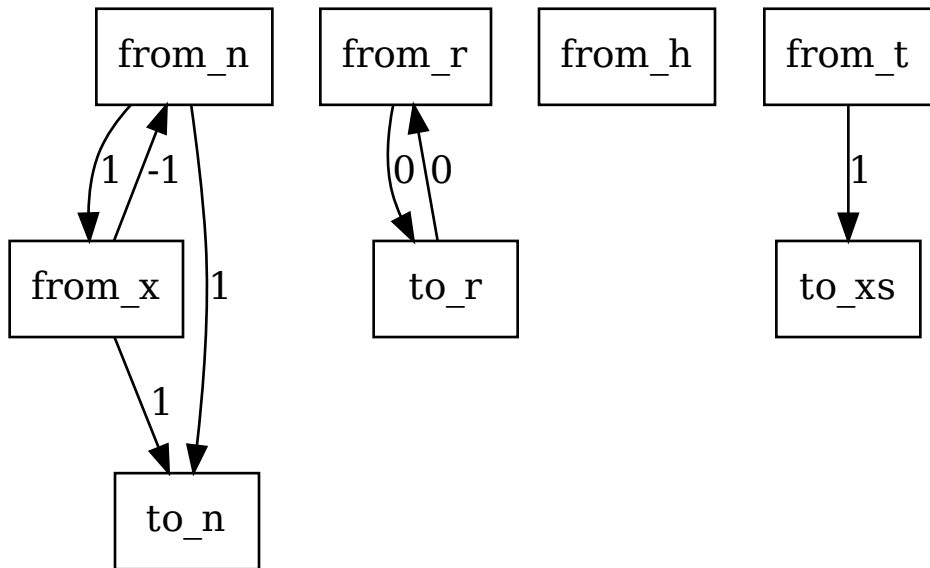 from_n from_r from_h from_t
1 -1 0 0 1
1
from_x to_r to_xs
1
to_n